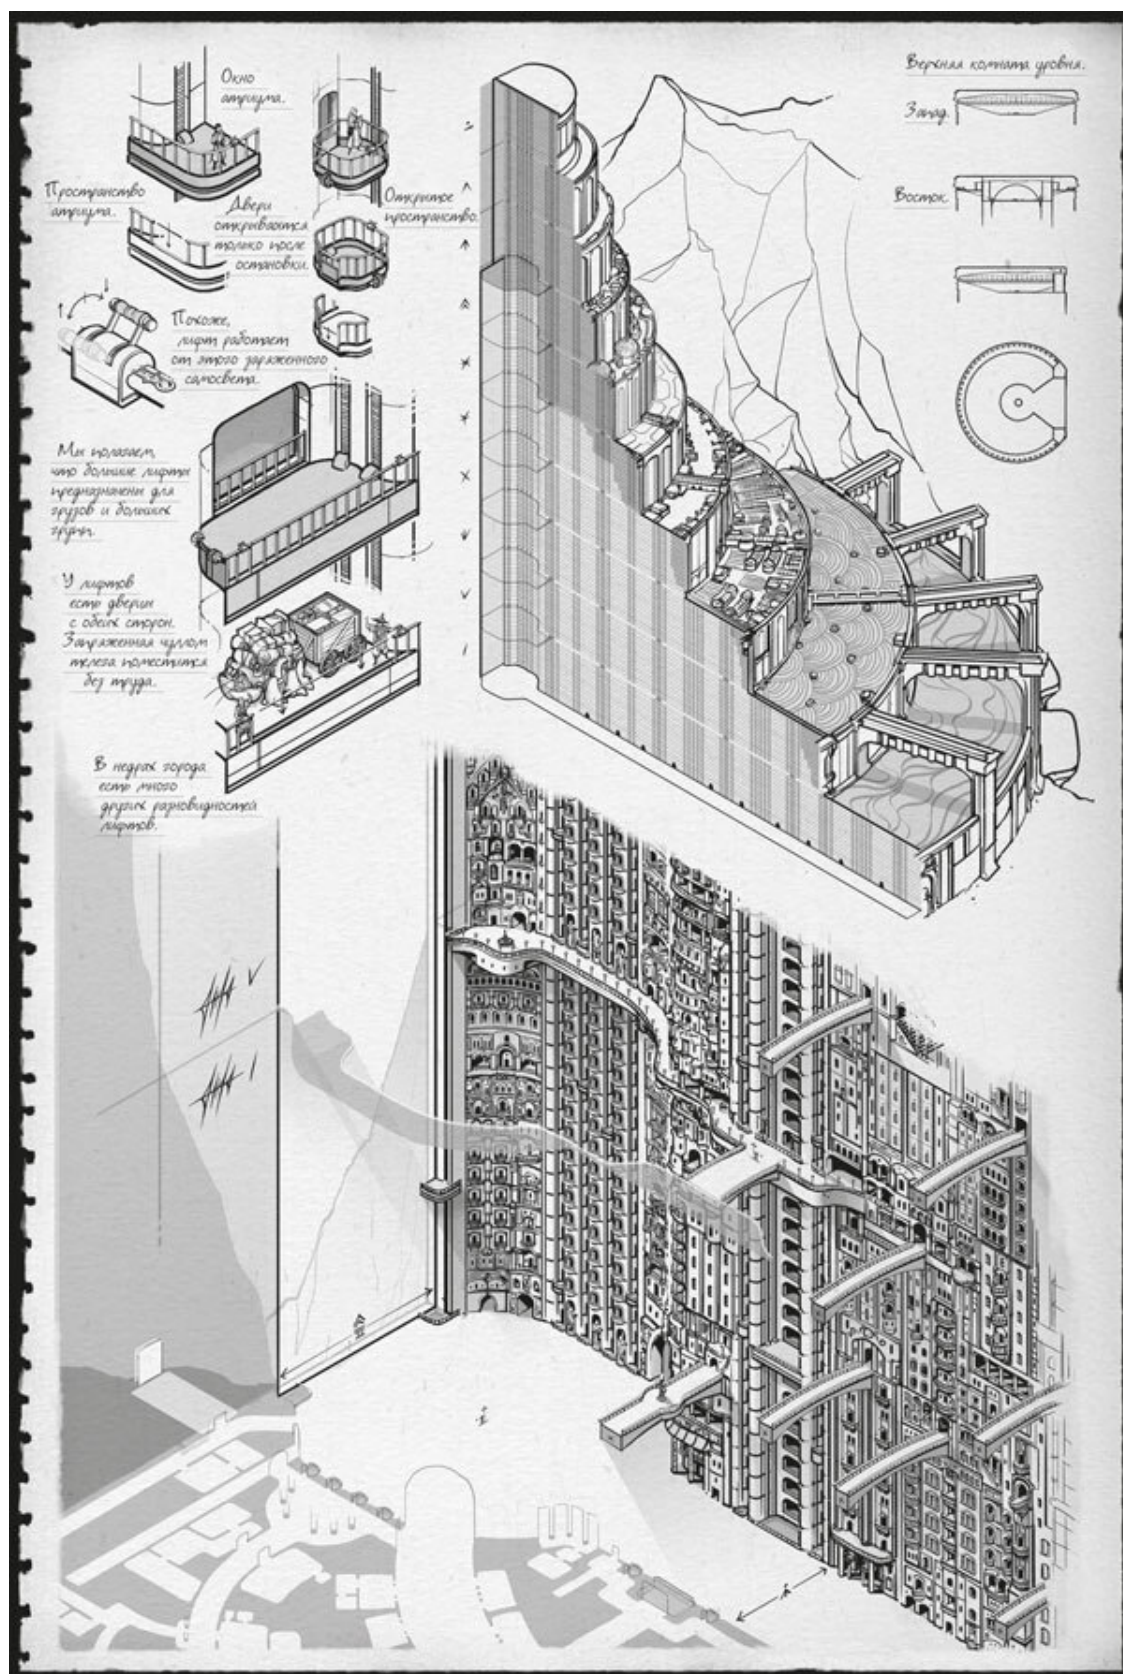 Окно
атриума.
Пространство
атриума.
Двери
открываются
только после
остановки.
Открытое
пространство.
Похоже,
лифт работает
от этого заряженного
самосвета.
Мы полагаем,
что большие лифты
предназначены для
грузов и больших
групп.
У лифтов
есть двери
с обеих сторон.
Запряженная чуллом
телега поместится
без труда.
В недрах города
есть много
других разновидностей
лифтов.
Верхняя комната уровня.
Запад.
Восток.